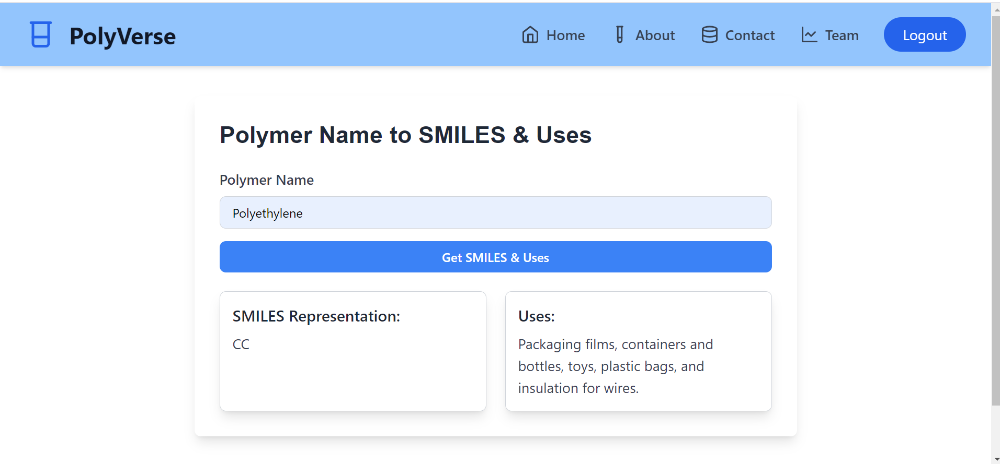 PolyVerse
Home
About
Contact
Team
Logout
Polymer Name to SMILES & Uses
Polymer Name
Polyethylene
Get SMILES & Uses
SMILES Representation:
CC
Uses:
Packaging films, containers and
bottles, toys, plastic bags, and
insulation for wires.